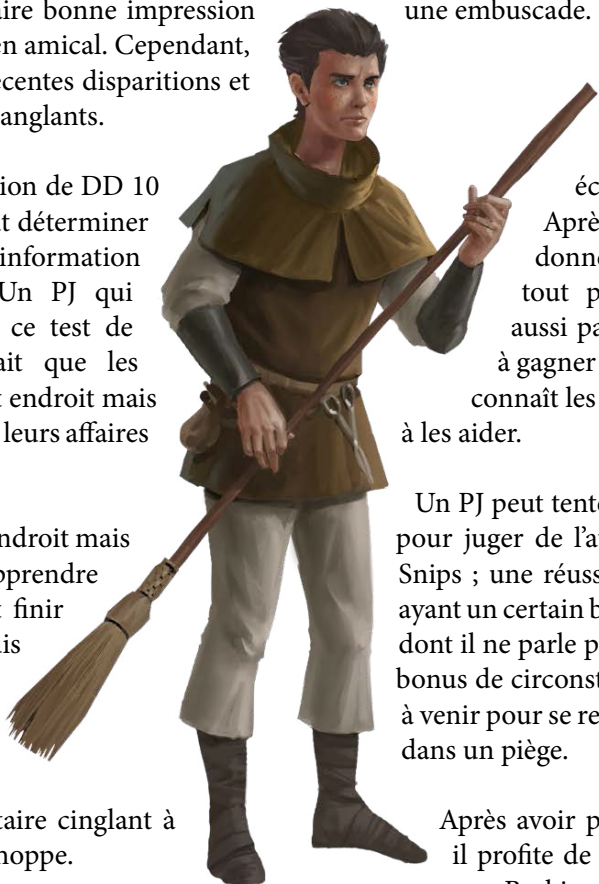 aire bonne impression
en amical. Cependant,
écentes disparitions et
anglants.
ion de DD 10
t déterminer
information
Un PJ qui
ce test de
ait que les
t endroit mais
leurs affaires
ndroit mais
pprendre
t finir
is
taire cinglant à
hoppe.
une embuscade.
éc
Aprè
donne
tout p
aussi pa
à gagner
connaît les
à les aider.
Un PJ peut tente
pour juger de l’at
Snips ; une réuss
ayant un certain b
dont il ne parle p
bonus de circonst
à venir pour se re
dans un piège.
Après avoir p
il profite de